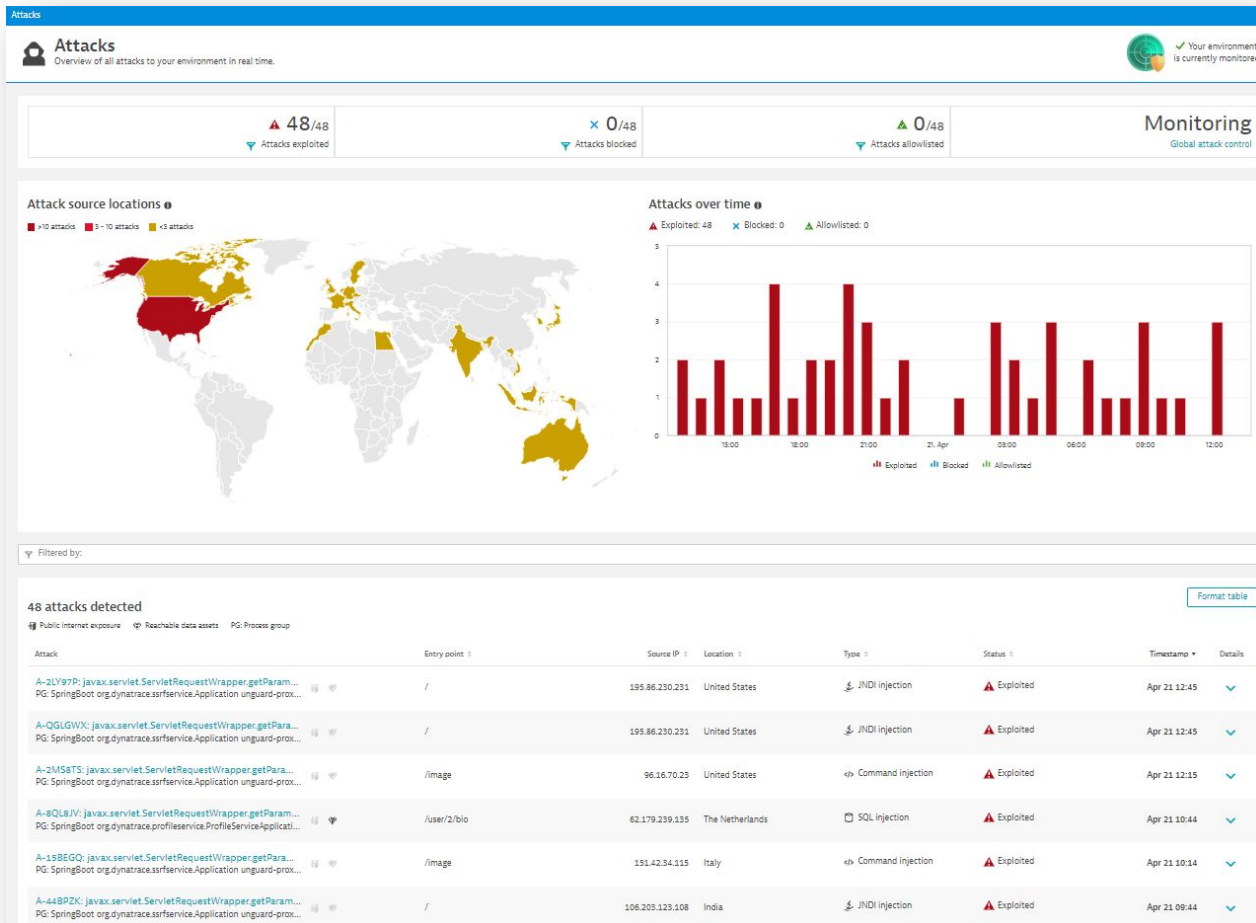 Attacks
Attacks
Overview of all attacks to your environment in real time.
Your environment
is currently monitored
48/48
Attacks exploited
0/48
Attacks blocked
0/48
Attacks allowlisted
Monitoring
Global attack control
Attack source locations
>10 attacks 5 - 10 attacks <5 attacks
Attacks over time
Exploited: 48 Blocked: 0 Allowlisted: 0
5
4
3
2
1
0
15:00 18:00 21:00 21. Apr 03:00 06:00 09:00 12:00
Exploited Blocked Allowlisted
Filtered by:
48 attacks detected
Format table
Public internet exposure Reachable data assets PG: Process group
Attack Entry point Source IP Location Type Status Timestamp Details
A-2LY97P: javax.servlet.ServletRequestWrapper.getParam...
PG: SpringBoot org.dynatrace.ssrfservice.Application unguard-prox...
/ 195.86.230.231 United States JNDI injection Exploited Apr 21 12:45
A-QGLGWX: javax.servlet.ServletRequestWrapper.getPara...
PG: SpringBoot org.dynatrace.ssrfservice.Application unguard-prox...
/ 195.86.230.231 United States JNDI injection Exploited Apr 21 12:45
A-2MS8TS: javax.servlet.ServletRequestWrapper.getPara...
PG: SpringBoot org.dynatrace.ssrfservice.Application unguard-prox...
/image 96.16.70.23 United States Command injection Exploited Apr 21 12:15
A-8QL8JV: javax.servlet.ServletRequestWrapper.getParam...
PG: SpringBoot org.dynatrace.profileservice.ProfileServiceApplicati...
/user/2/bio 62.179.239.135 The Netherlands SQL injection Exploited Apr 21 10:44
A-15BEGQ: javax.servlet.ServletRequestWrapper.getPara...
PG: SpringBoot org.dynatrace.ssrfservice.Application unguard-prox...
/image 151.42.34.115 Italy Command injection Exploited Apr 21 10:14
A-44BPZK: javax.servlet.ServletRequestWrapper.getParam...
PG: SpringBoot org.dynatrace.ssrfservice.Application unguard-prox...
/ 106.203.123.108 India JNDI injection Exploited Apr 21 09:44